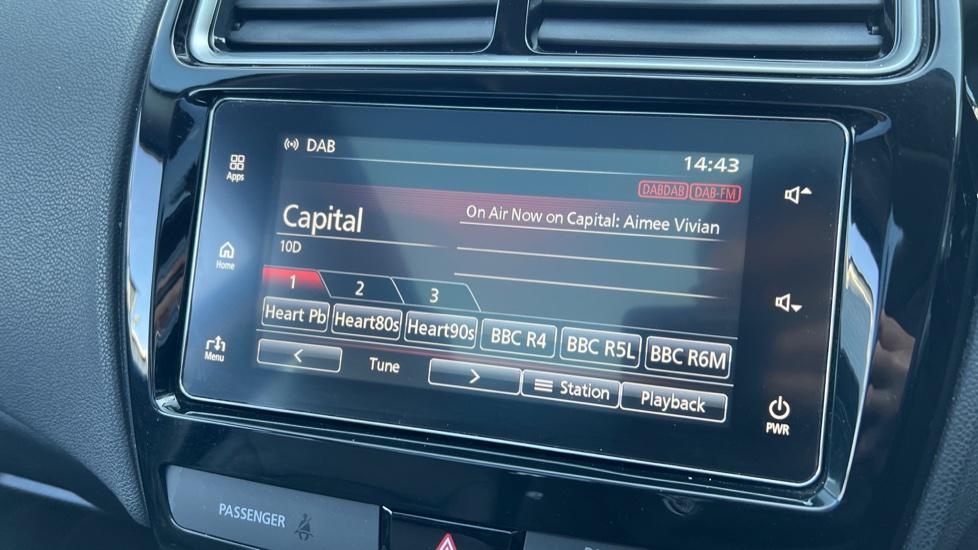 DAB
14:43
Apps
DABDAB DAB-FM
Capital
On Air Now on Capital: Aimee Vivian
10D
Home
1 2 3
Heart Pb Heart80s Heart90s BBC R4 BBC R5L BBC R6M
Menu
< Tune > Station Playback
PWR
PASSENGER